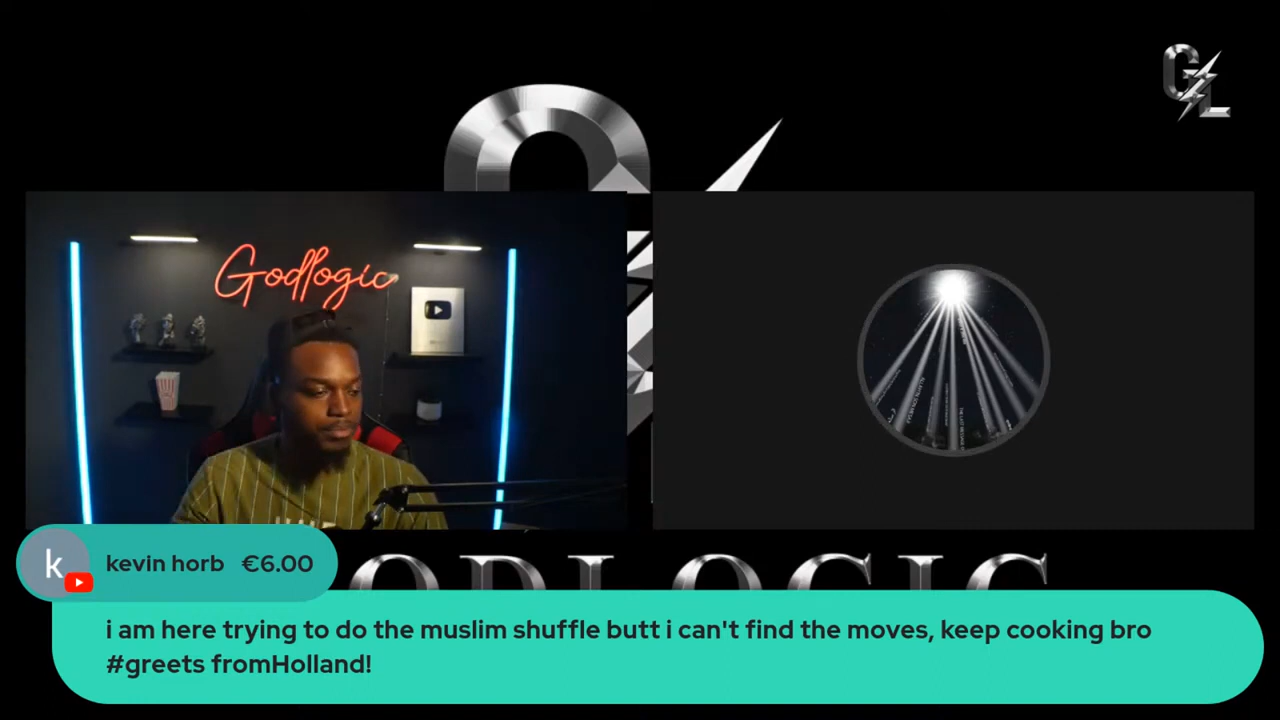 GL
Godlogic
k
kevin horb €6.00
i am here trying to do the muslim shuffle butt i can't find the moves, keep cooking bro
#greets fromHolland!